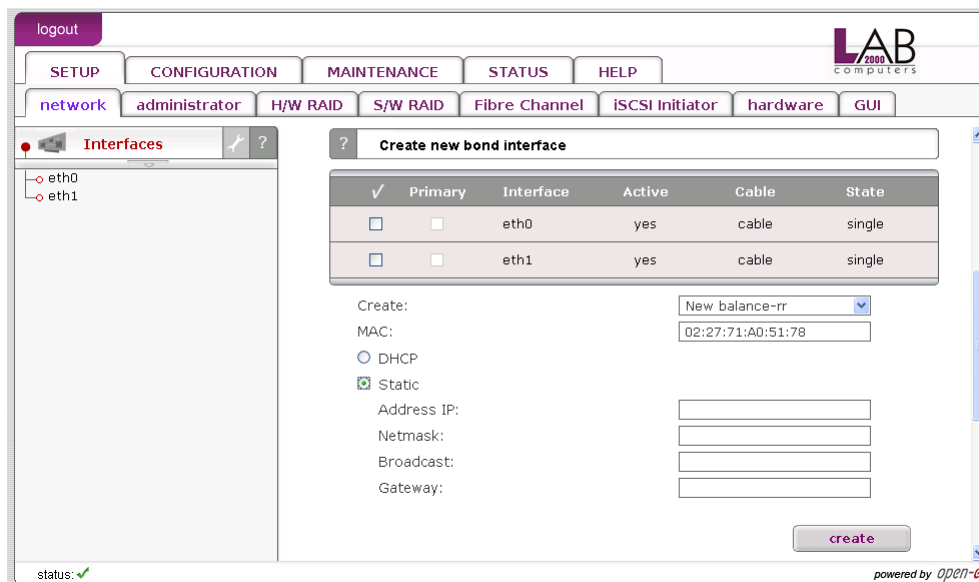 logout
LAB
2000
computers
SETUP CONFIGURATION MAINTENANCE STATUS HELP
network administrator H/W RAID S/W RAID Fibre Channel iSCSI Initiator hardware GUI
Interfaces ?
eth0
eth1
? Create new bond interface
✓ Primary Interface Active Cable State
eth0 yes cable single
eth1 yes cable single
Create: New balance-rr
MAC: 02:27:71:A0:51:78
DHCP
Static
Address IP:
Netmask:
Broadcast:
Gateway:
create
status: ✓
powered by open-e